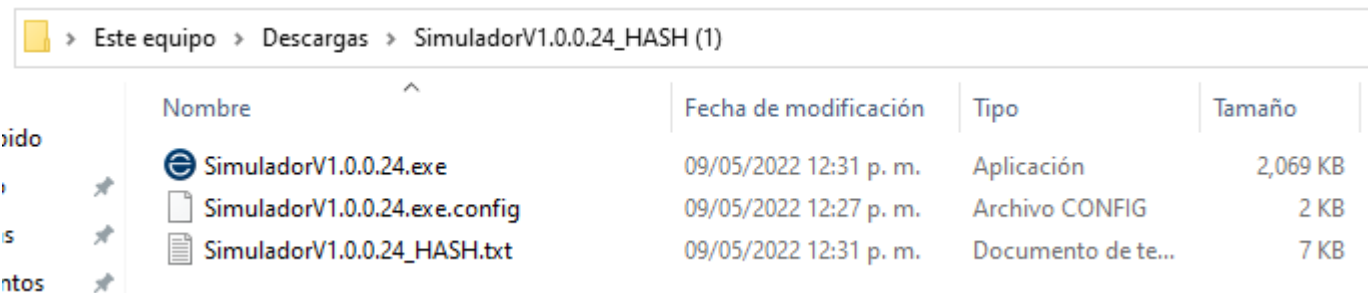 Este equipo > Descargas > SimuladorV1.0.0.24_HASH (1)
Nombre Fecha de modificación Tipo Tamaño
SimuladorV1.0.0.24.exe 09/05/2022 12:31 p. m. Aplicación 2,069 KB
SimuladorV1.0.0.24.exe.config 09/05/2022 12:27 p. m. Archivo CONFIG 2 KB
SimuladorV1.0.0.24_HASH.txt 09/05/2022 12:31 p. m. Documento de te... 7 KB